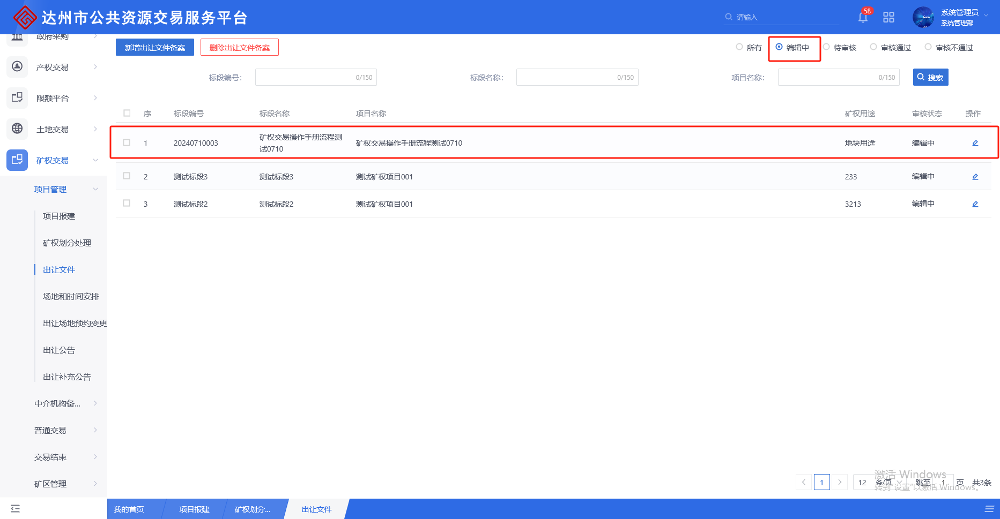 达州市公共资源交易服务平台
请输入
58
系统管理员
系统管理部
政府采购
产权交易
限额平台
土地交易
矿权交易
项目管理
项目报建
矿权划分处理
出让文件
场地和时间安排
出让场地预约变更
出让公告
出让补充公告
中介机构备...
普通交易
交易结束
矿区管理
新增出让文件备案
删除出让文件备案
所有 编辑中 待审核 审核通过 审核不通过
标段编号： 0/150 标段名称： 0/150 项目名称： 0/150 搜索
序 标段编号 标段名称 项目名称 矿权用途 审核状态 操作
1 20240710003 矿权交易操作手册流程测试0710 矿权交易操作手册流程测试0710 地块用途 编辑中
2 测试标段3 测试标段3 测试矿权项目001 233 编辑中
3 测试标段2 测试标段2 测试矿权项目001 3213 编辑中
1 12 条/页 跳至 1 页 共3条
激活 Windows
转到"设置"以激活 Windows。
我的首页 项目报建 矿权划分... 出让文件